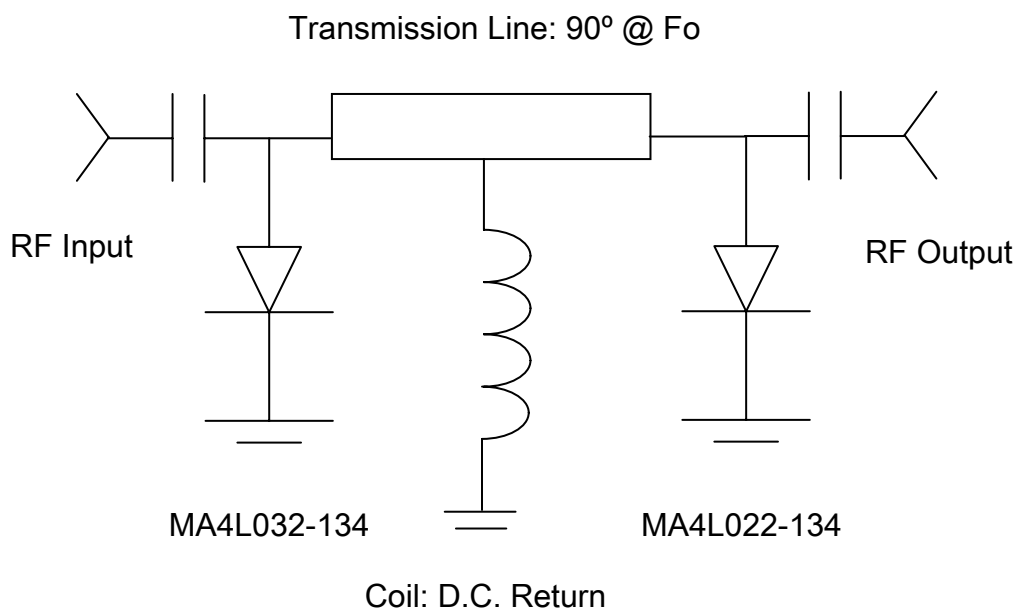 Transmission Line: 90º @ Fo
RF Input
RF Output
MA4L032-134
MA4L022-134
Coil: D.C. Return